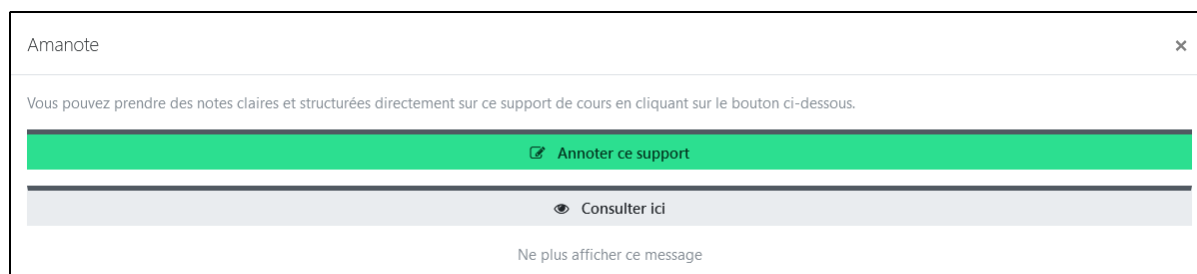 Amanote
×
Vous pouvez prendre des notes claires et structurées directement sur ce support de cours en cliquant sur le bouton ci-dessous.
Annoter ce support
Consulter ici
Ne plus afficher ce message